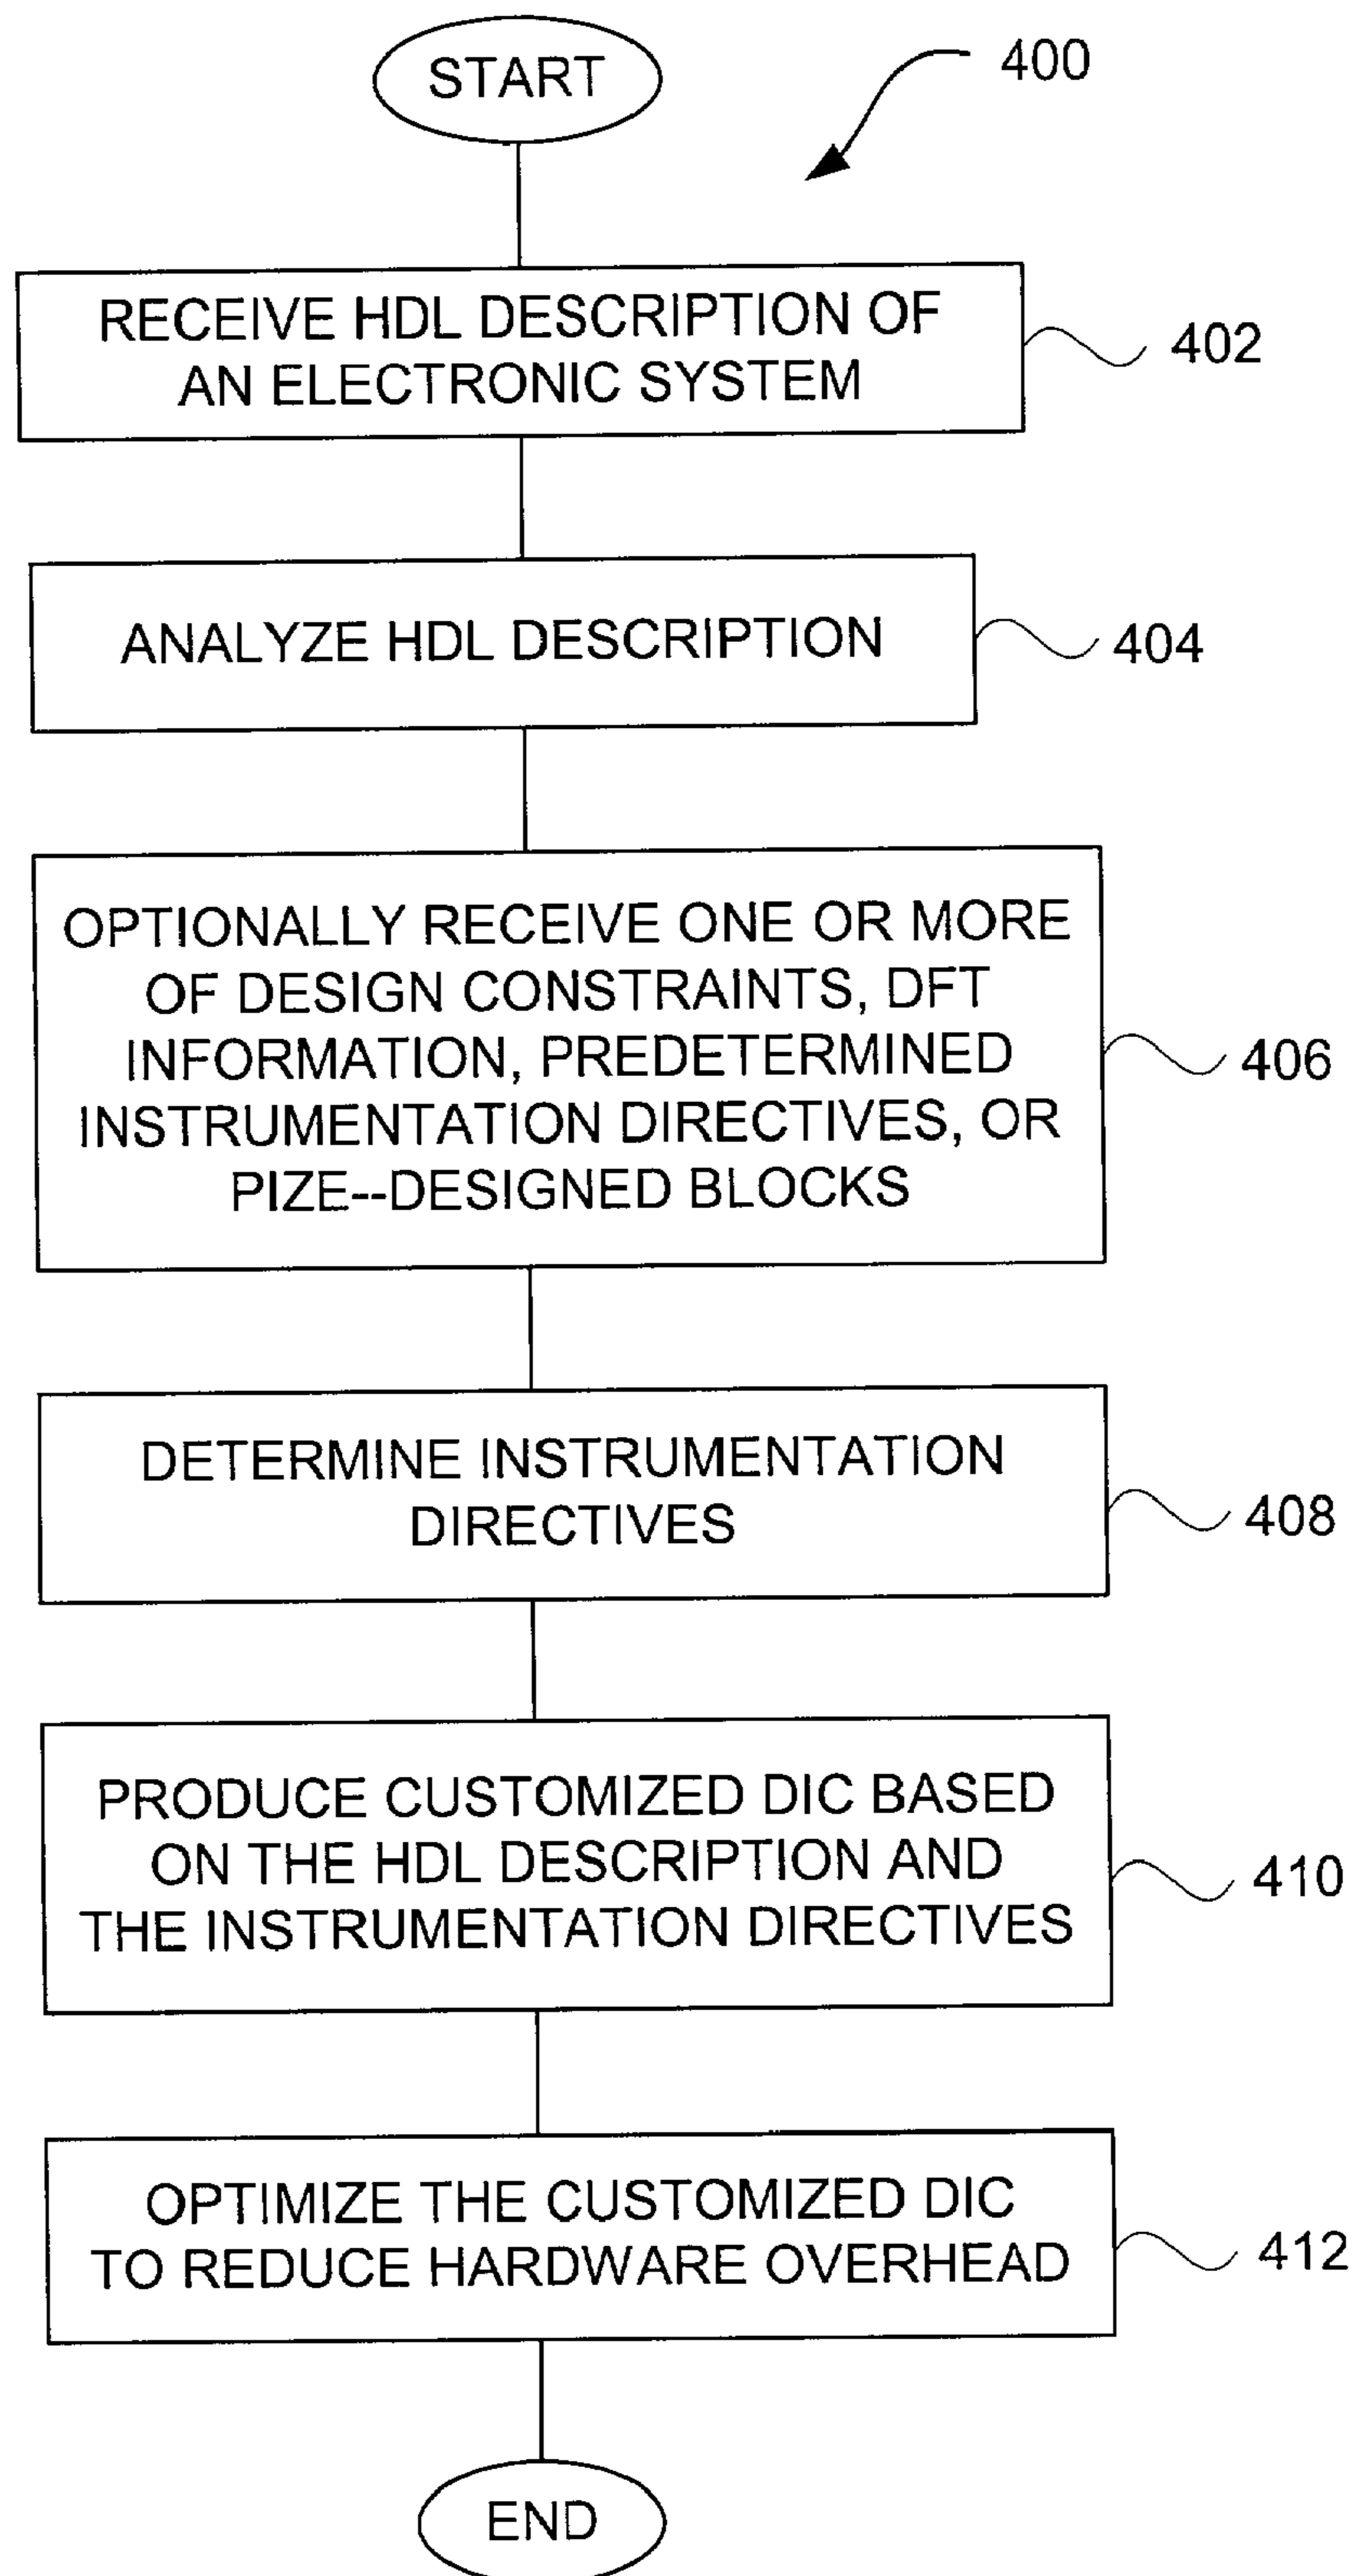 START
400
RECEIVE HDL DESCRIPTION OF
AN ELECTRONIC SYSTEM
402
ANALYZE HDL DESCRIPTION
404
OPTIONALLY RECEIVE ONE OR MORE
OF DESIGN CONSTRAINTS, DFT
INFORMATION, PREDETERMINED
INSTRUMENTATION DIRECTIVES, OR
PIZE--DESIGNED BLOCKS
406
DETERMINE INSTRUMENTATION
DIRECTIVES
408
PRODUCE CUSTOMIZED DIC BASED
ON THE HDL DESCRIPTION AND
THE INSTRUMENTATION DIRECTIVES
410
OPTIMIZE THE CUSTOMIZED DIC
TO REDUCE HARDWARE OVERHEAD
412
END